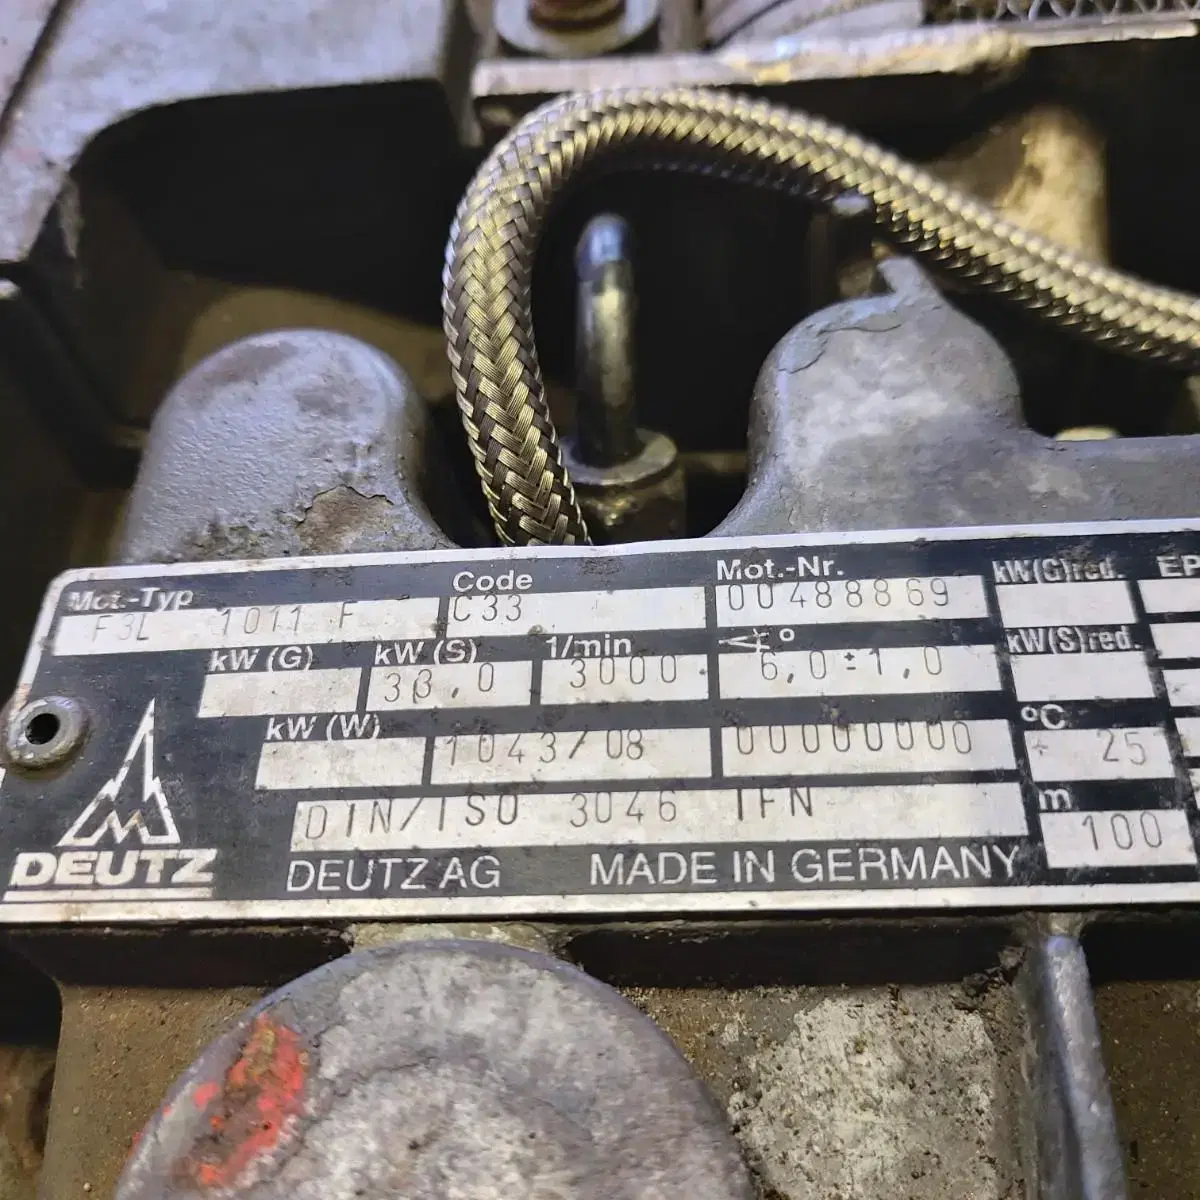 Mot.-Typ Code Mot.-Nr. kW(G)red. EP
F3L 1011 F C33 00488869
kW (G) kW (S) 1/min ∢ ° kW(S)red.
33,0 3000 6,0 ±1,0
kW (W) °C
1043/08 00000000 + 25
m
DIN/ISO 3046 IFN 100
DEUTZ DEUTZ AG MADE IN GERMANY